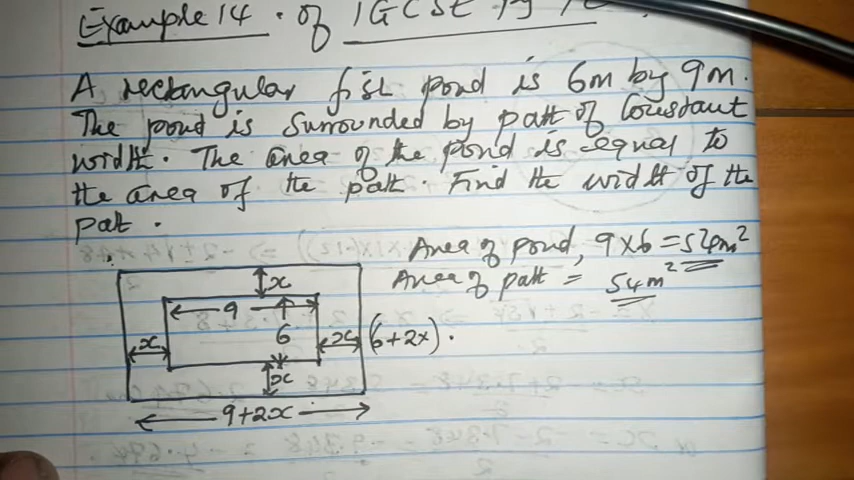 Example 14 . of IGCSE
A rectangular fish pond is 6m by 9m.
The pond is surrounded by path of Constant
width. The area of the pond is equal to
the area of the path. Find the width of the
path.
Area of pond, 9 x 6 = 54m²
Area of path = 54m²
x
9
6
x
x
(6+2x).
x
9+2x